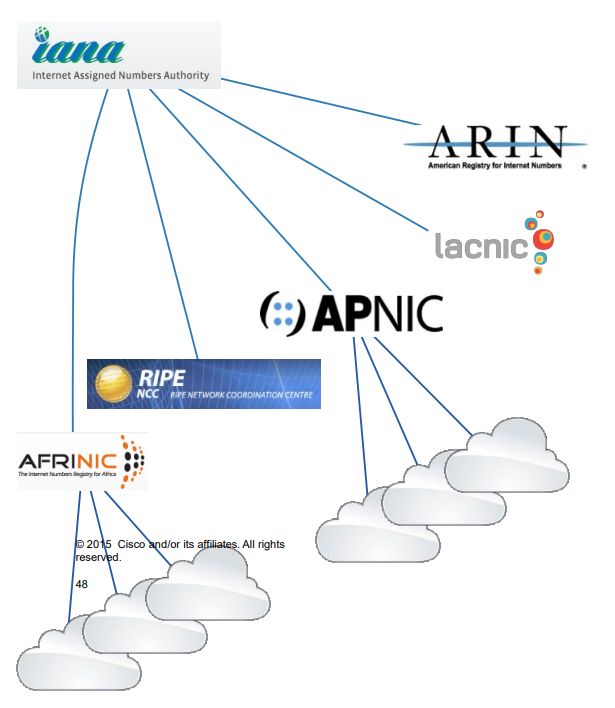 iana
Internet Assigned Numbers Authority
ARIN
American Registry for Internet Numbers ®
lacnic
APNIC
RIPE
NCC RIPE NETWORK COORDINATION CENTRE
AFRINIC
The Internet Numbers Registry for Africa
© 2015 Cisco and/or its affiliates. All rights
reserved.
48